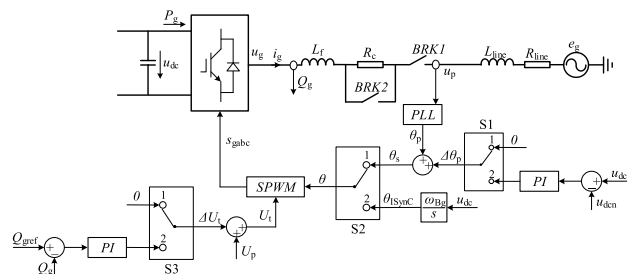 P_g
u_dc
u_g i_g L_f R_c BRK1 u_p L_line R_line e_g
Q_g BRK2
PLL
θ_p S1
s_gabc θ_s Δθ_p 1 0
θ 1 2 PI u_dc
u_dcn
SPWM 2 θ_ISynC ω_Bg/s u_dc
S3 S2
0 1 ΔU_t U_t
Q_gref PI 2 U_p
Q_g S3